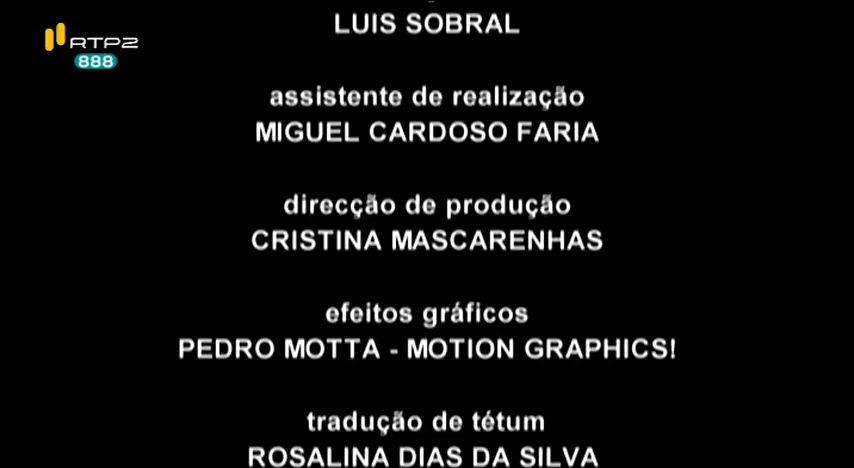 LUIS SOBRAL
RTP2
888
assistente de realização
MIGUEL CARDOSO FARIA
direcção de produção
CRISTINA MASCARENHAS
efeitos gráficos
PEDRO MOTTA - MOTION GRAPHICS!
tradução de tétum
ROSALINA DIAS DA SILVA